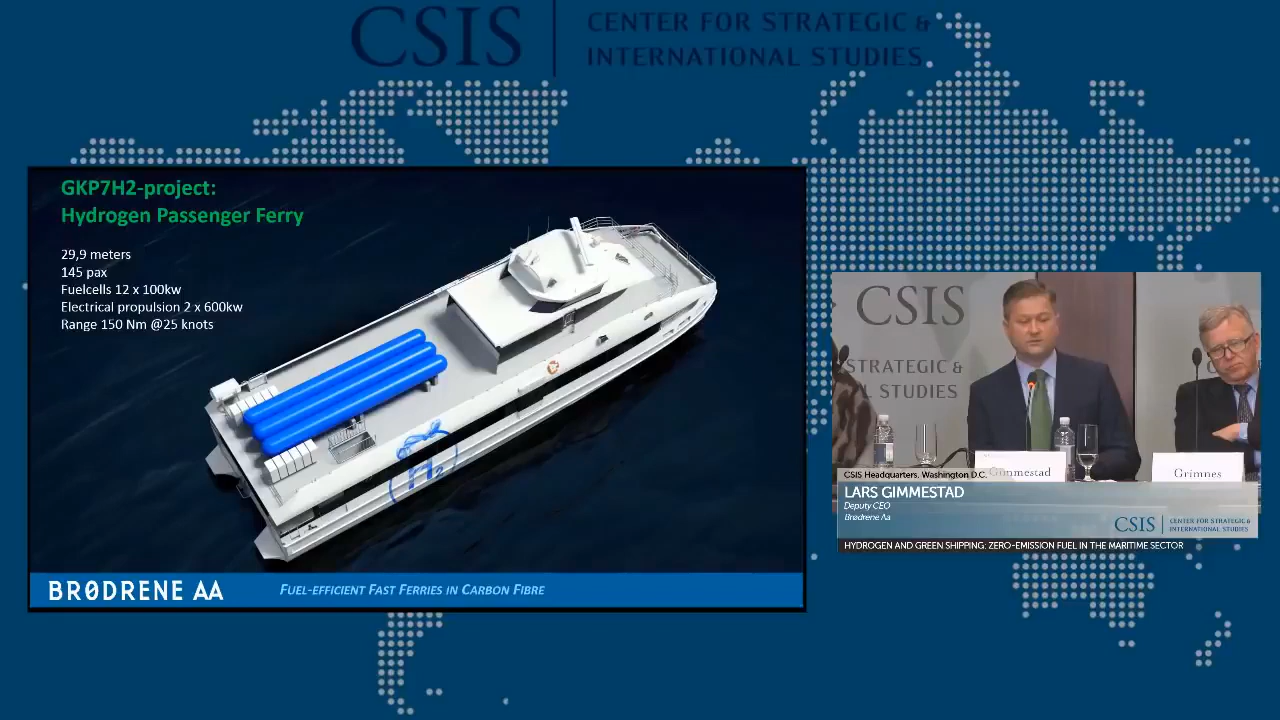 CSIS
CENTER FOR STRATEGIC &
INTERNATIONAL STUDIES
GKP7H2-project:
Hydrogen Passenger Ferry
29,9 meters
145 pax
Fuelcells 12 x 100kw
Electrical propulsion 2 x 600kw
Range 150 Nm @25 knots
H2
BRØDRENE AA
FUEL-EFFICIENT FAST FERRIES IN CARBON FIBRE
CSIS
STRATEGIC &
L STUDIES
C
Gimmestad
Grimnes
CSIS Headquarters, Washington D.C.
LARS GIMMESTAD
Deputy CEO
Brødrene Aa
CSIS
CENTER FOR STRATEGIC &
INTERNATIONAL STUDIES
HYDROGEN AND GREEN SHIPPING: ZERO-EMISSION FUEL IN THE MARITIME SECTOR